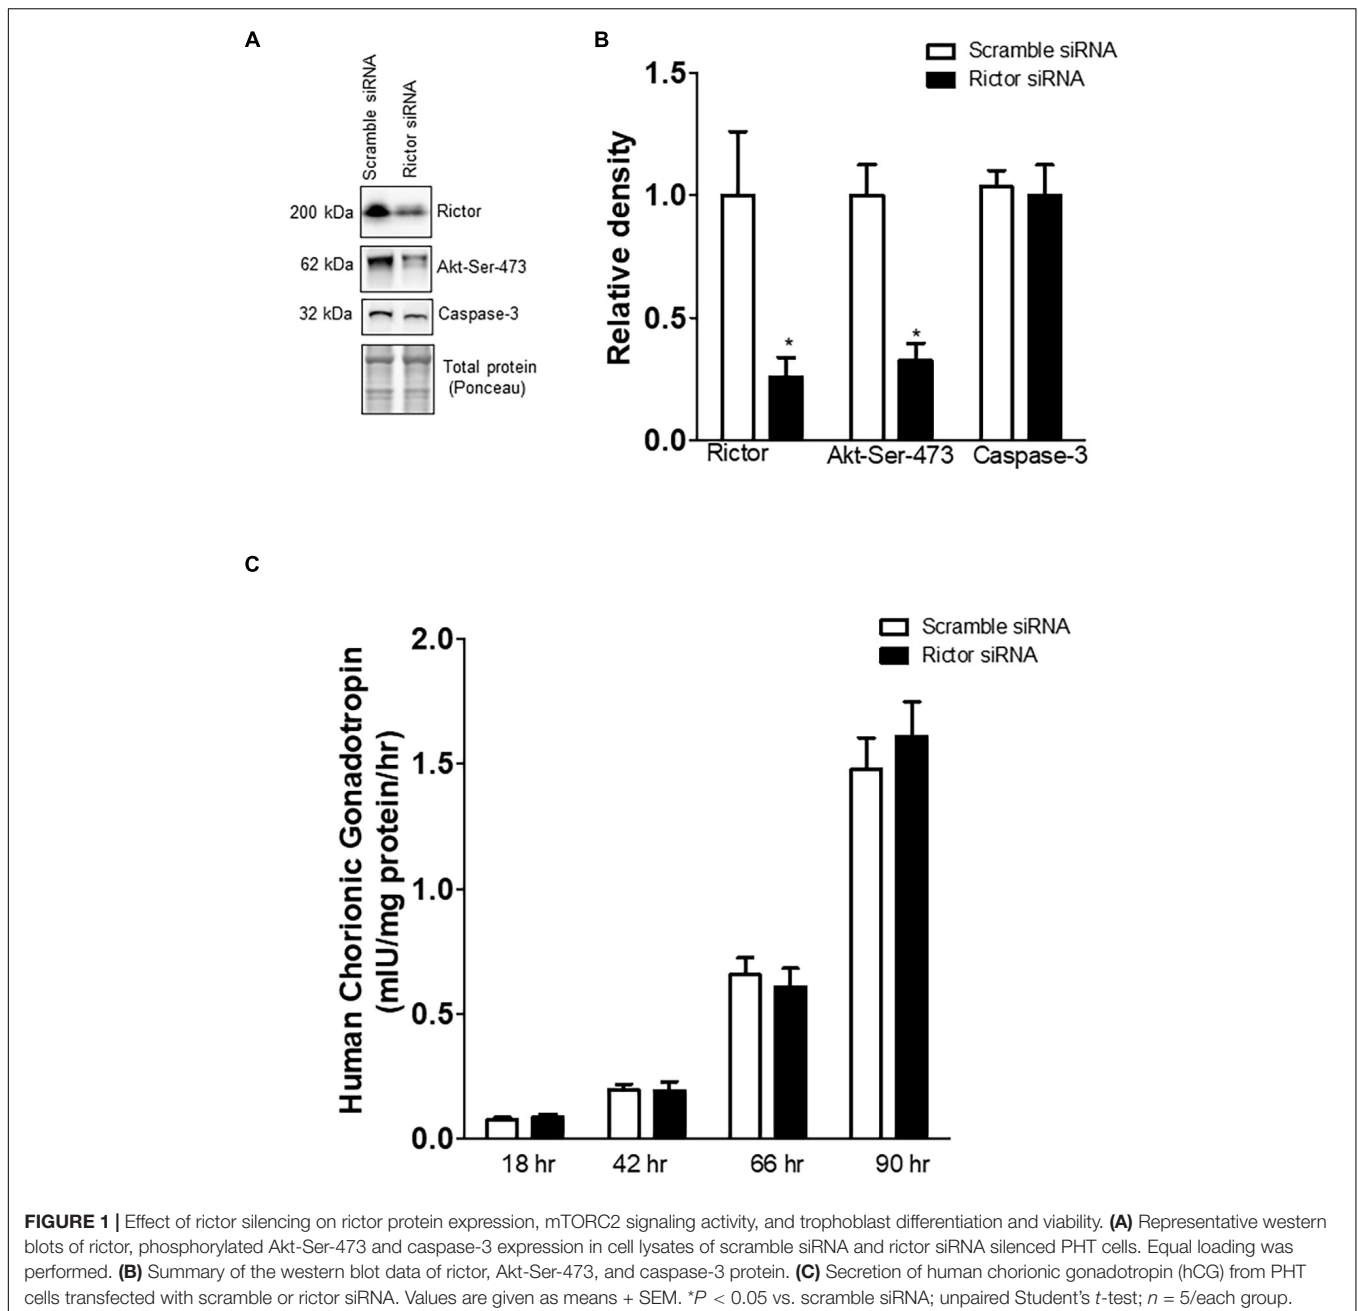 A
Scramble siRNA
Rictor siRNA
200 kDa
Rictor
62 kDa
Akt-Ser-473
32 kDa
Caspase-3
Total protein
(Ponceau)
B
Scramble siRNA
Rictor siRNA
Relative density
1.5
1.0
0.5
0.0
*
*
Rictor
Akt-Ser-473
Caspase-3
C
Scramble siRNA
Rictor siRNA
Human Chorionic Gonadotropin
(mIU/mg protein/hr)
2.0
1.5
1.0
0.5
0.0
18 hr
42 hr
66 hr
90 hr
FIGURE 1 | Effect of rictor silencing on rictor protein expression, mTORC2 signaling activity, and trophoblast differentiation and viability. (A) Representative western
blots of rictor, phosphorylated Akt-Ser-473 and caspase-3 expression in cell lysates of scramble siRNA and rictor siRNA silenced PHT cells. Equal loading was
performed. (B) Summary of the western blot data of rictor, Akt-Ser-473, and caspase-3 protein. (C) Secretion of human chorionic gonadotropin (hCG) from PHT
cells transfected with scramble or rictor siRNA. Values are given as means + SEM. *P < 0.05 vs. scramble siRNA; unpaired Student's t-test; n = 5/each group.